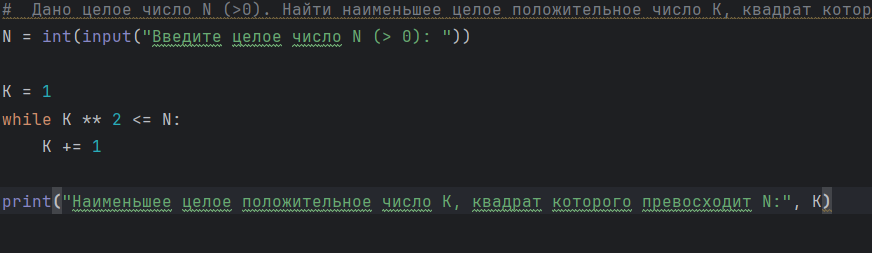 # Дано целое число N (>0). Найти наименьшее целое положительное число K, квадрат котор
N = int(input("Введите целое число N (> 0): "))
K = 1
while K ** 2 <= N:
    K += 1
print("Наименьшее целое положительное число K, квадрат которого превосходит N:", K)